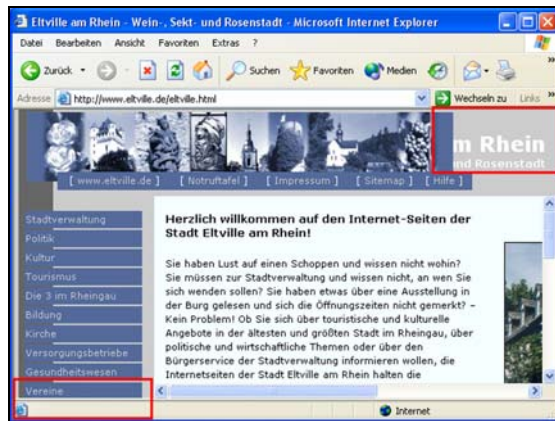 Eltville am Rhein - Wein-, Sekt- und Rosenstadt - Microsoft Internet Explorer
Datei Bearbeiten Ansicht Favoriten Extras ?
Zurück Suchen Favoriten Medien »
Adresse http://www.eltville.de/eltville.html Wechseln zu Links »
m Rhein
nd Rosenstadt
[ www.eltville.de ] [ Notruftafel ] [ Impressum ] [ Sitemap ] [ Hilfe ]
Stadtverwaltung
Politik
Kultur
Tourismus
Die 3 im Rheingau
Bildung
Kirche
Versorgungsbetriebe
Gesundheitswesen
Vereine
Herzlich willkommen auf den Internet-Seiten der
Stadt Eltville am Rhein!
Sie haben Lust auf einen Schoppen und wissen nicht wohin?
Sie müssen zur Stadtverwaltung und wissen nicht, an wen Sie
sich wenden sollen? Sie haben etwas über eine Ausstellung in
der Burg gelesen und sich die Öffnungszeiten nicht gemerkt? –
Kein Problem! Ob Sie sich über touristische und kulturelle
Angebote in der ältesten und größten Stadt im Rheingau, über
politische und wirtschaftliche Themen oder über den
Bürgerservice der Stadtverwaltung informieren wollen, die
Internetseiten der Stadt Eltville am Rhein halten die
Internet